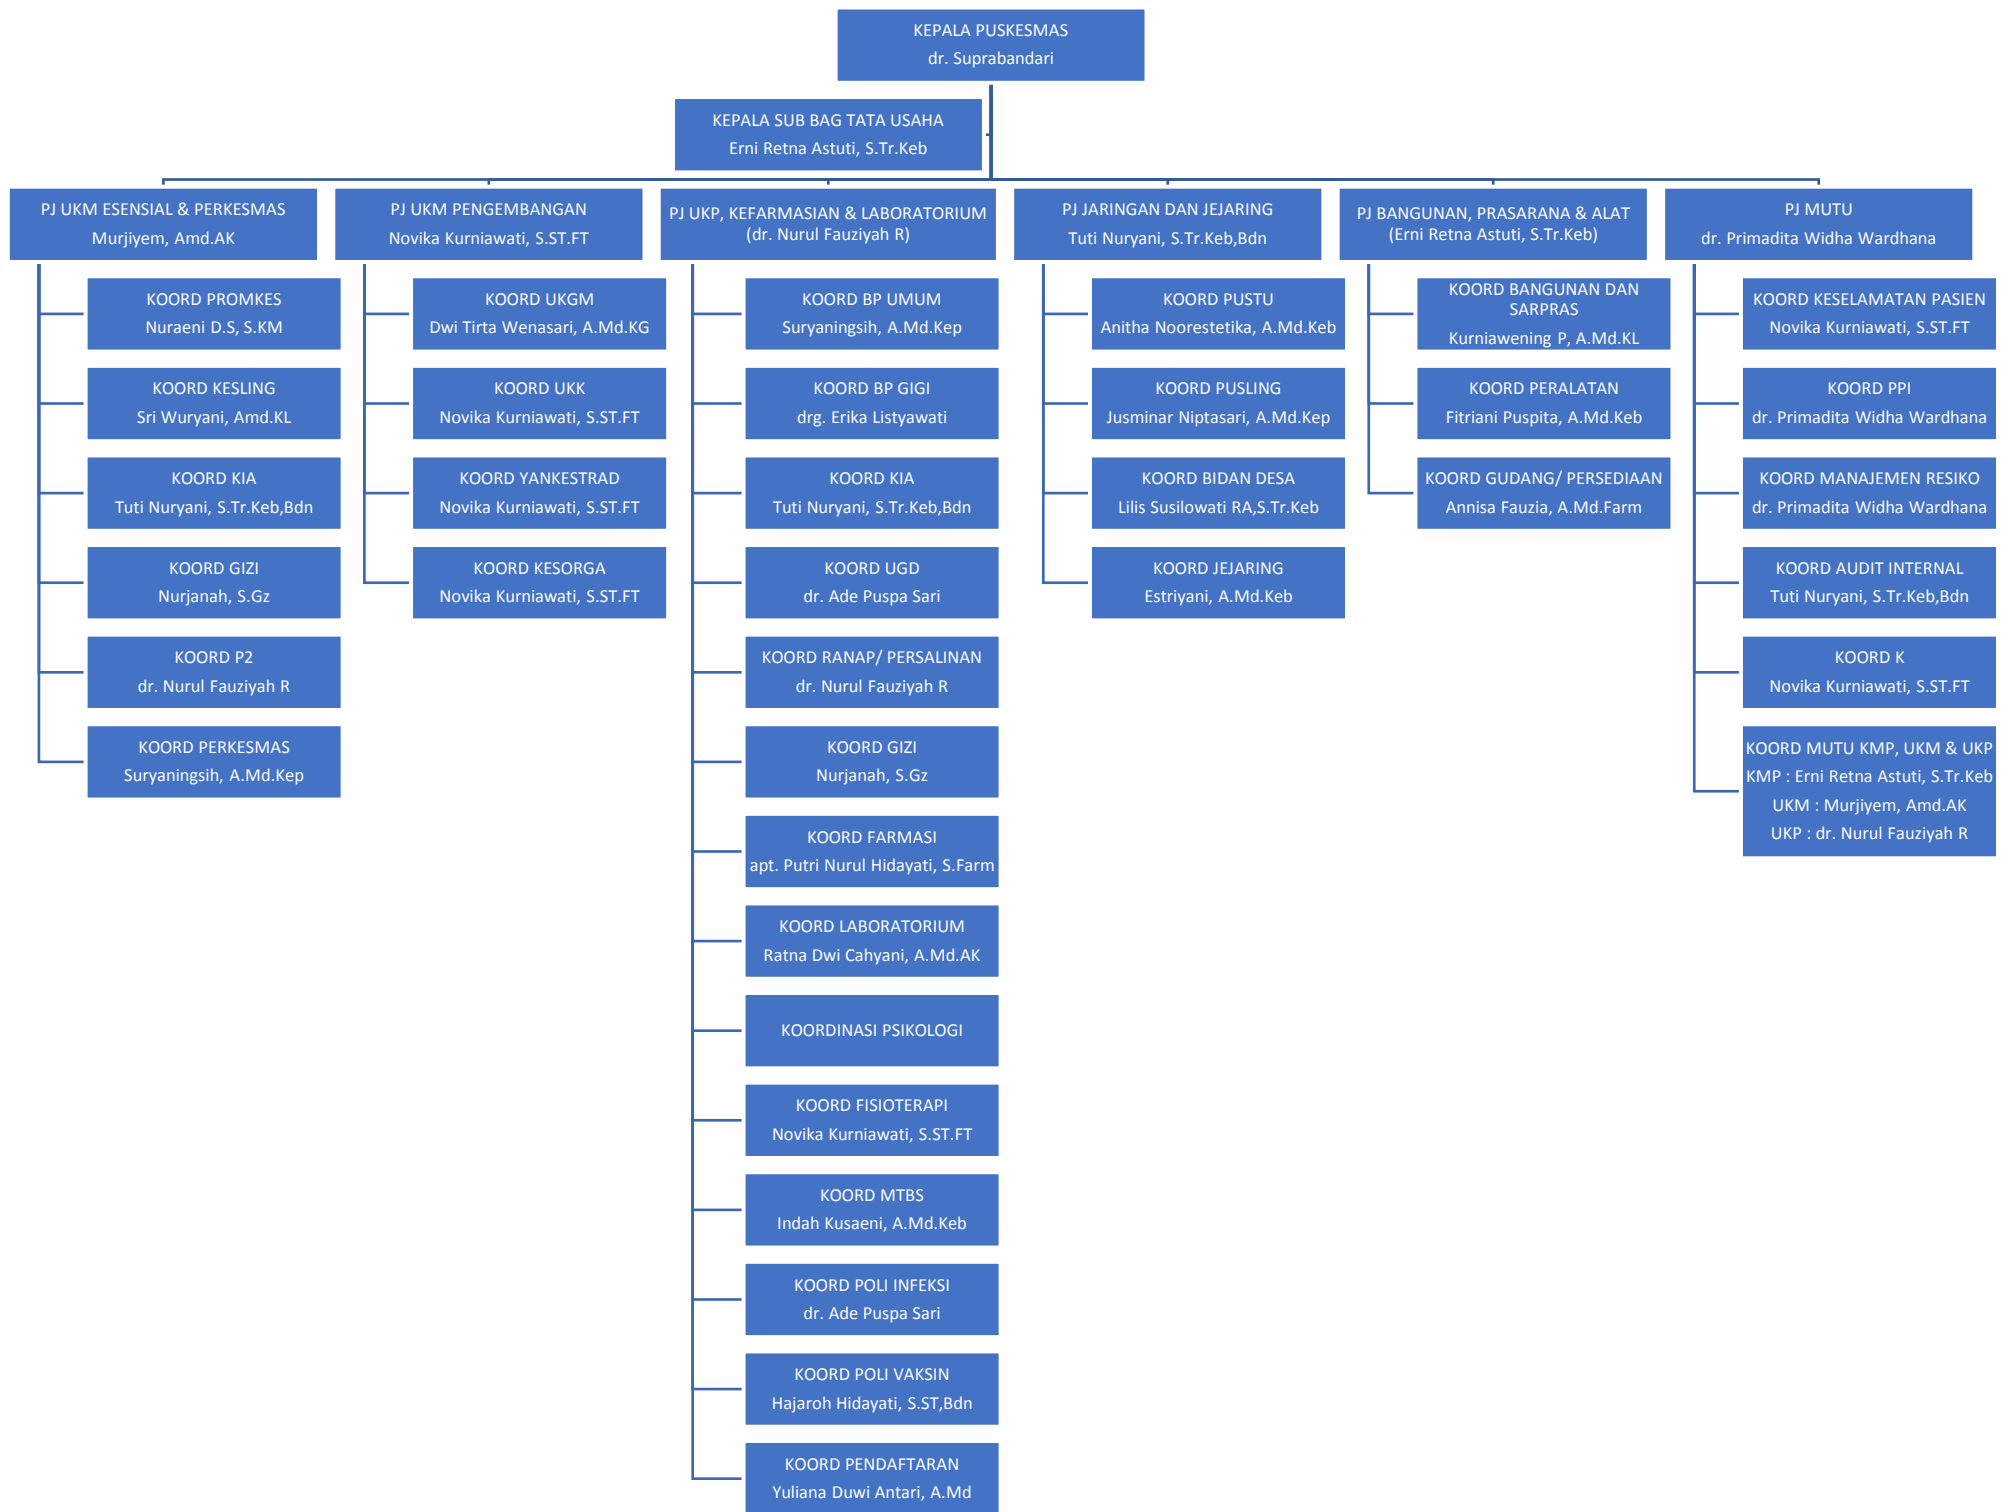 KEPALA PUSKESMAS
dr. Suprabandari
KEPALA SUB BAG TATA USAHA
Erni Retna Astuti, S.Tr.Keb
PJ UKM ESENSIAL & PERKESMAS
Murjiyem, Amd.AK
KOORD PROMKES
Nuraeni D.S, S.KM
KOORD KESLING
Sri Wuryani, Amd.KL
KOORD KIA
Tuti Nuryani, S.Tr.Keb,Bdn
KOORD GIZI
Nurjanah, S.Gz
KOORD P2
dr. Nurul Fauziyah R
KOORD PERKESMAS
Suryaningsih, A.Md.Kep
PJ UKM PENGEMBANGAN
Novika Kurniawati, S.ST.FT
KOORD UKGM
Dwi Tirta Wenasari, A.Md.KG
KOORD UKK
Novika Kurniawati, S.ST.FT
KOORD YANKESTRAD
Novika Kurniawati, S.ST.FT
KOORD KESORGA
Novika Kurniawati, S.ST.FT
PJ UKP, KEFARMASIAN & LABORATORIUM
(dr. Nurul Fauziyah R)
KOORD BP UMUM
Suryaningsih, A.Md.Kep
KOORD BP GIGI
drg. Erika Listyawati
KOORD KIA
Tuti Nuryani, S.Tr.Keb,Bdn
KOORD UGD
dr. Ade Puspa Sari
KOORD RANAP/ PERSALINAN
dr. Nurul Fauziyah R
KOORD GIZI
Nurjanah, S.Gz
KOORD FARMASI
apt. Putri Nurul Hidayati, S.Farm
KOORD LABORATORIUM
Ratna Dwi Cahyani, A.Md.AK
KOORDINASI PSIKOLOGI
KOORD FISIOTERAPI
Novika Kurniawati, S.ST.FT
KOORD MTBS
Indah Kusaeni, A.Md.Keb
KOORD POLI INFEKSI
dr. Ade Puspa Sari
KOORD POLI VAKSIN
Hajaroh Hidayati, S.ST,Bdn
KOORD PENDAFTARAN
Yuliana Duwi Antari, A.Md
PJ JARINGAN DAN JEJARING
Tuti Nuryani, S.Tr.Keb,Bdn
KOORD PUSTU
Anitha Noorestetika, A.Md.Keb
KOORD PUSLING
Jusminar Niptasari, A.Md.Kep
KOORD BIDAN DESA
Lilis Susilowati RA,S.Tr.Keb
KOORD JEJARING
Estriyani, A.Md.Keb
PJ BANGUNAN, PRASARANA & ALAT
(Erni Retna Astuti, S.Tr.Keb)
KOORD BANGUNAN DAN
SARPRAS
Kurniawening P, A.Md.KL
KOORD PERALATAN
Fitriani Puspita, A.Md.Keb
KOORD GUDANG/ PERSEDIAAN
Annisa Fauzia, A.Md.Farm
PJ MUTU
dr. Primadita Widha Wardhana
KOORD KESELAMATAN PASIEN
Novika Kurniawati, S.ST.FT
KOORD PPI
dr. Primadita Widha Wardhana
KOORD MANAJEMEN RESIKO
dr. Primadita Widha Wardhana
KOORD AUDIT INTERNAL
Tuti Nuryani, S.Tr.Keb,Bdn
KOORD K
Novika Kurniawati, S.ST.FT
KOORD MUTU KMP, UKM & UKP
KMP : Erni Retna Astuti, S.Tr.Keb
UKM : Murjiyem, Amd.AK
UKP : dr. Nurul Fauziyah R